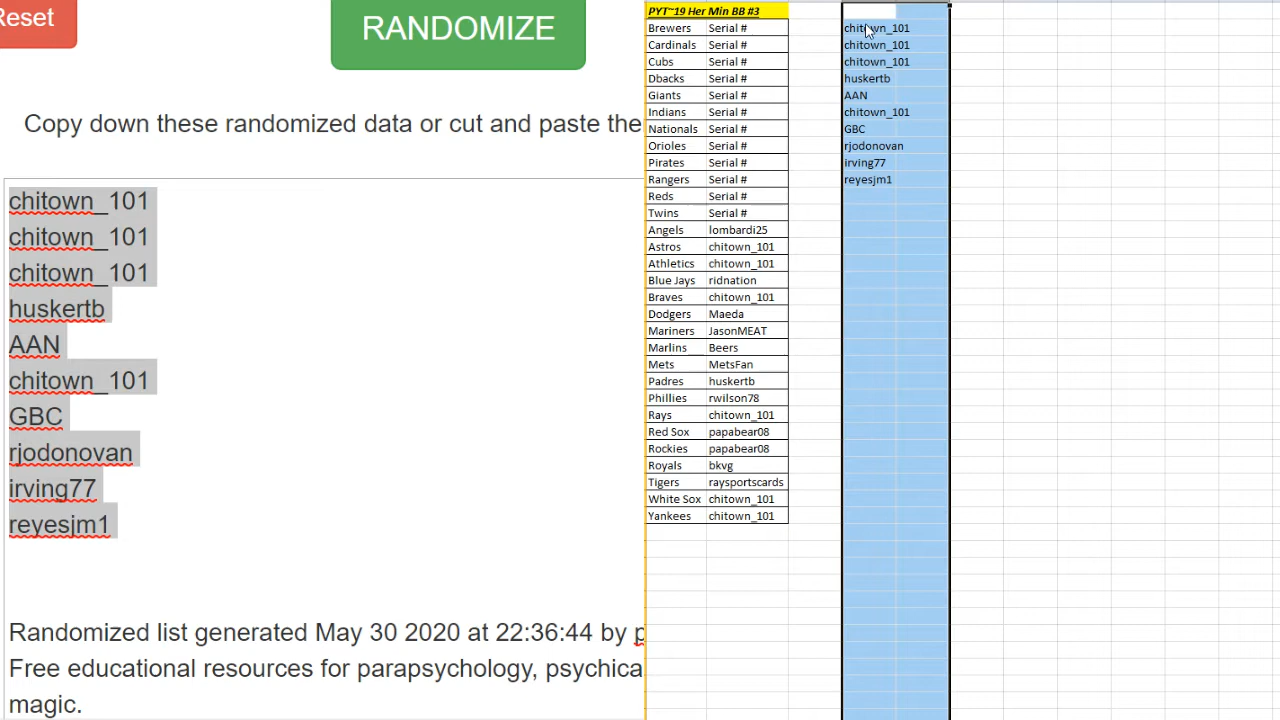 Reset
RANDOMIZE
Copy down these randomized data or cut and paste the
chitown_101
chitown_101
chitown_101
huskertb
AAN
chitown_101
GBC
rjodonovan
irving77
reyesjm1
Randomized list generated May 30 2020 at 22:36:44 by p
Free educational resources for parapsychology, psychica
magic.
PYT~19 Her Min BB #3
Brewers Serial #
Cardinals Serial #
Cubs Serial #
Dbacks Serial #
Giants Serial #
Indians Serial #
Nationals Serial #
Orioles Serial #
Pirates Serial #
Rangers Serial #
Reds Serial #
Twins Serial #
Angels lombardi25
Astros chitown_101
Athletics chitown_101
Blue Jays ridnation
Braves chitown_101
Dodgers Maeda
Mariners JasonMEAT
Marlins Beers
Mets MetsFan
Padres huskertb
Phillies rwilson78
Rays chitown_101
Red Sox papabear08
Rockies papabear08
Royals bkvg
Tigers raysportscards
White Sox chitown_101
Yankees chitown_101
chitown_101
chitown_101
chitown_101
huskertb
AAN
chitown_101
GBC
rjodonovan
irving77
reyesjm1